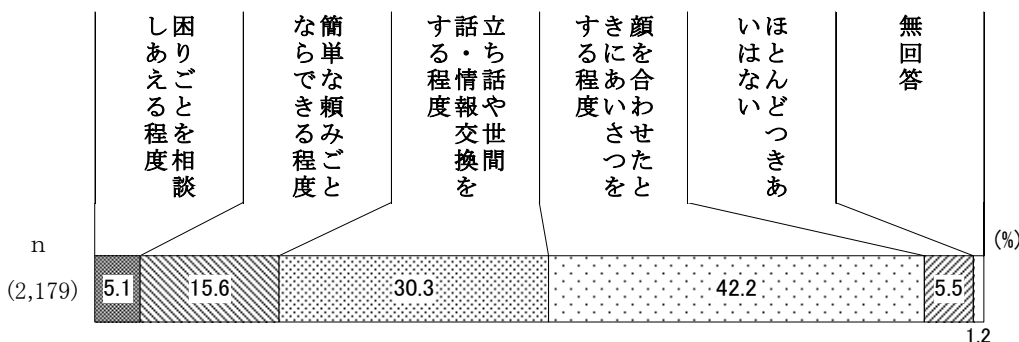 困りごとを相談
しあえる程度
簡単な頼みごと
ならできる程度
立ち話や世間
話・情報交換を
する程度
顔を合わせたと
きにあいさつを
する程度
ほとんどつきあ
いはない
無回答
n
(%)
(2,179)
5.1
15.6
30.3
42.2
5.5
1.2